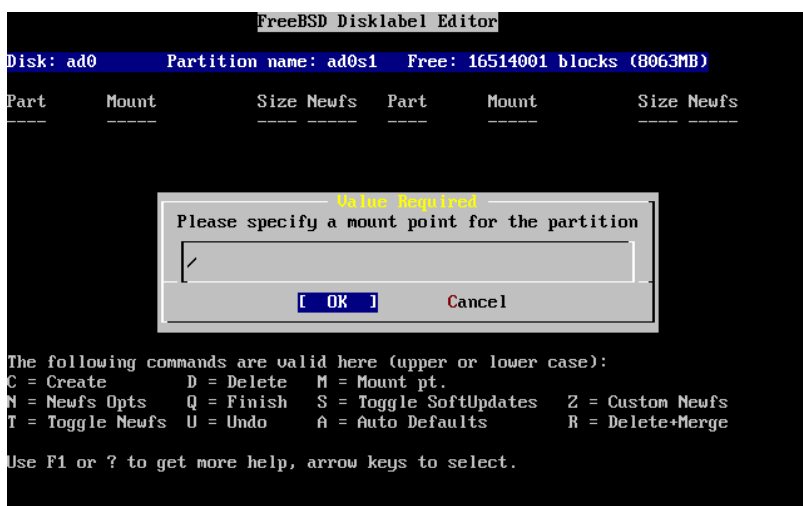 FreeBSD Disklabel Editor
Disk: ad0 Partition name: ad0s1 Free: 16514001 blocks (8063MB)
Part Mount Size Newfs Part Mount Size Newfs
---- ----- ---- ----- ---- ----- ---- -----
Value Required
Please specify a mount point for the partition
/
[ OK ] Cancel
The following commands are valid here (upper or lower case):
C = Create D = Delete M = Mount pt.
N = Newfs Opts Q = Finish S = Toggle SoftUpdates Z = Custom Newfs
T = Toggle Newfs U = Undo A = Auto Defaults R = Delete+Merge
Use F1 or ? to get more help, arrow keys to select.